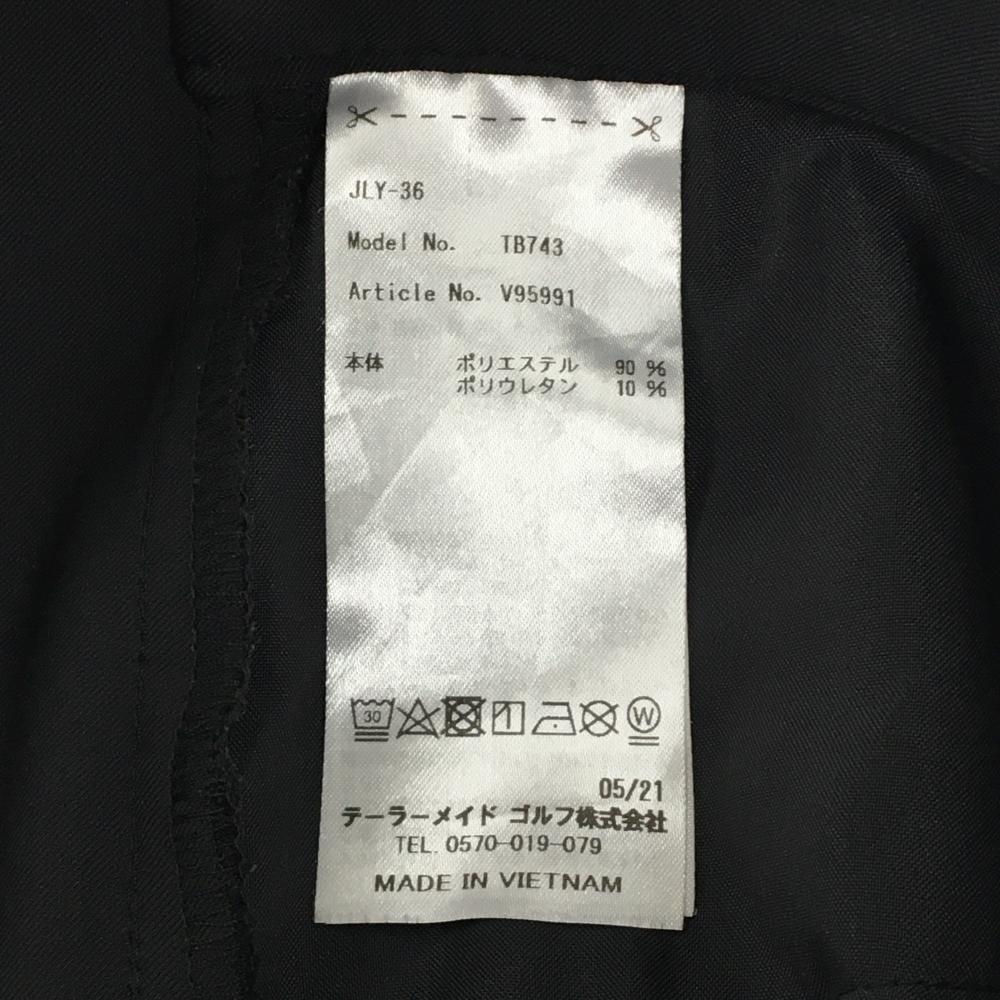 JLY-36
Model No. TB743
Article No. V95991
本体 ポリエステル 90 %
ポリウレタン 10 %
30 W
05/21
テーラーメイド ゴルフ株式会社
TEL. 0570-019-079
MADE IN VIETNAM